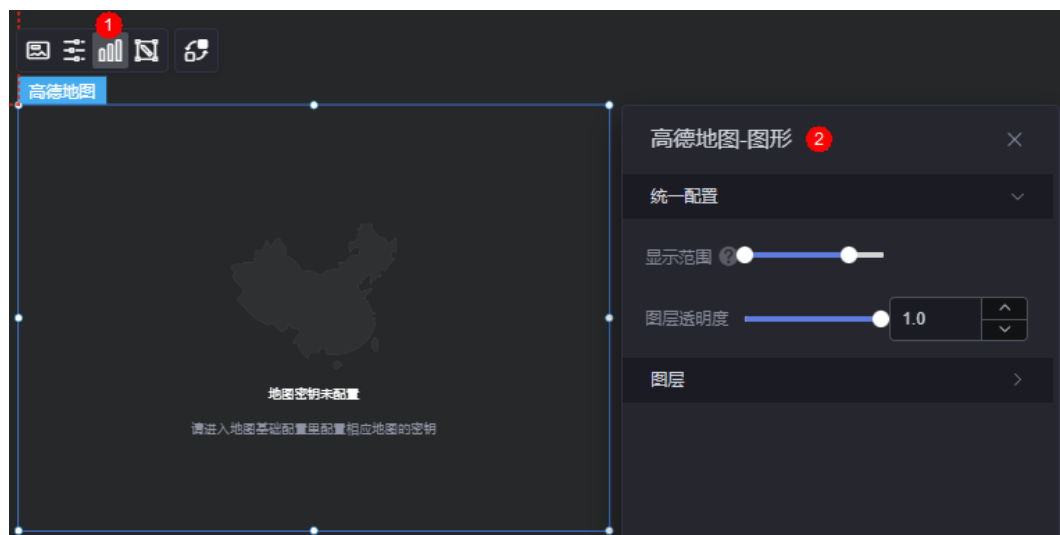 1
高德地图
高德地图-图形 2
统一配置
显示范围 ?
图层透明度 1.0
图层
地图密钥未配置
请进入地图基础配置里配置相应地图的密钥